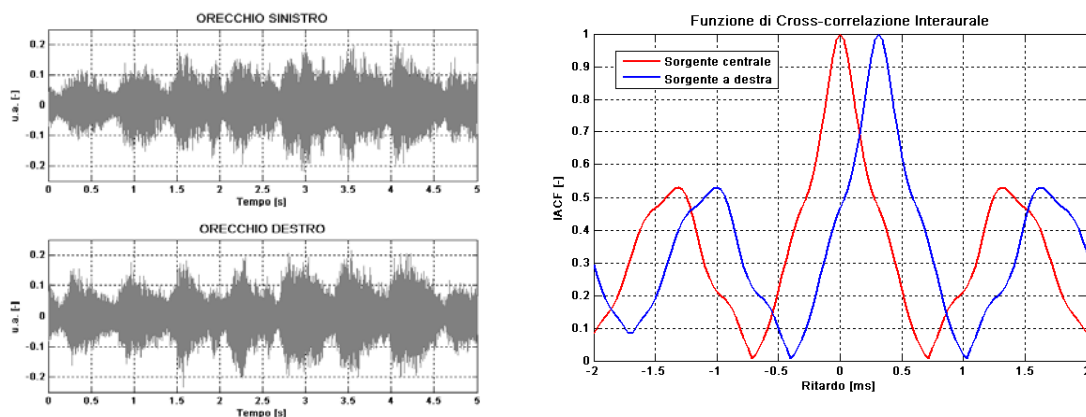 ORECCHIO SINISTRO
0.2
0.1
0
-0.1
-0.2
u.a. [-]
0 0.5 1 1.5 2 2.5 3 3.5 4 4.5 5
Tempo [s]
ORECCHIO DESTRO
0.2
0.1
0
-0.1
-0.2
u.a. [-]
0 0.5 1 1.5 2 2.5 3 3.5 4 4.5 5
Tempo [s]
Funzione di Cross-correlazione Interaurale
Sorgente centrale
Sorgente a destra
1
0.9
0.8
0.7
0.6
0.5
0.4
0.3
0.2
0.1
0
IACF [-]
-2 -1.5 -1 -0.5 0 0.5 1 1.5 2
Ritardo [ms]